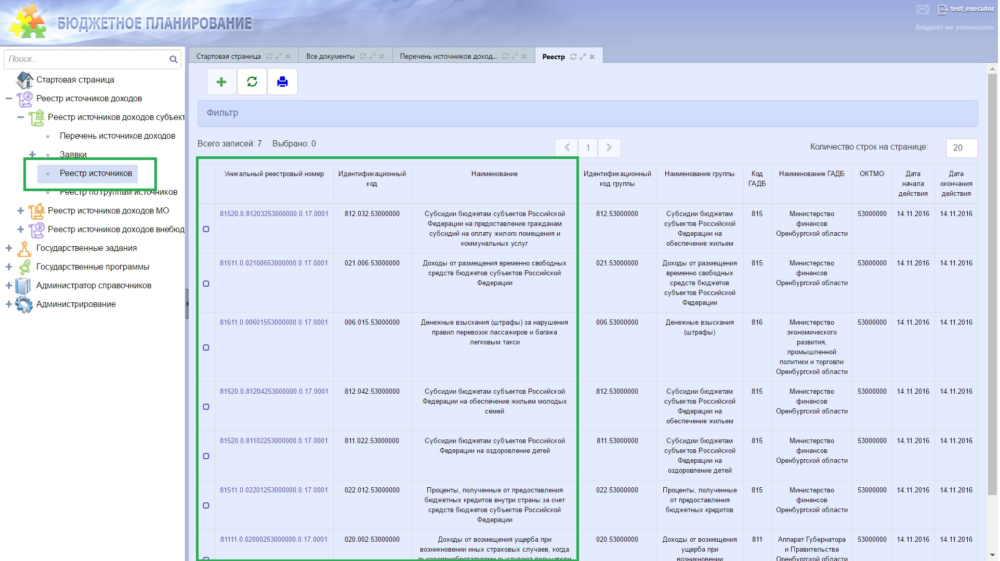 БЮДЖЕТНОЕ ПЛАНИРОВАНИЕ
test_executor
Бюджет не установлен
Поиск...
Стартовая страница
Реестр источников доходов
Реестр источников доходов субъект
Перечень источников доходов
Заявки
Реестр источников
Реестр по группам источников
Реестр источников доходов МО
Реестр источников доходов внебюд
Государственные задания
Государственные программы
Администратор справочников
Администрирование
Стартовая страница Все документы Перечень источников доход... Реестр
Фильтр
Всего записей: 7 Выбрано: 0
1
Количество строк на странице: 20
Уникальный реестровый номер
Идентификационный
код
Наименование
Идентификационный
код группы
Наименование группы
Код
ГАДБ
Наименование ГАДБ
ОКТМО
Дата
начала
действия
Дата
окончания
действия
81520.0.81203253000000.0.17.0001
812.032.53000000
Субсидии бюджетам субъектов Российской
Федерации на предоставление гражданам
субсидий на оплату жилого помещения и
коммунальных услуг
812.53000000
Субсидии бюджетам
субъектов Российской
Федерации на
обеспечение жильем
815
Министерство
финансов
Оренбургской области
53000000
14.11.2016
14.11.2016
81511.0.02100653000000.0.17.0001
021.006.53000000
Доходы от размещения временно свободных
средств бюджетов субъектов Российской
Федерации
021.53000000
Доходы от размещения
временно свободных
средств бюджетов
субъектов Российской
Федерации
815
Министерство
финансов
Оренбургской области
53000000
14.11.2016
14.11.2016
81611.0.00601553000000.0.17.0001
006.015.53000000
Денежные взыскания (штрафы) за нарушения
правил перевозок пассажиров и багажа
легковым такси
006.53000000
Денежные взыскания
(штрафы)
816
Министерство
экономического
развития,
промышленной
политики и торговли
Оренбургской области
53000000
14.11.2016
14.11.2016
81520.0.81204253000000.0.17.0001
812.042.53000000
Субсидии бюджетам субъектов Российской
Федерации на обеспечение жильем молодых
семей
812.53000000
Субсидии бюджетам
субъектов Российской
Федерации на
обеспечение жильем
815
Министерство
финансов
Оренбургской области
53000000
14.11.2016
14.11.2016
81520.0.81102253000000.0.17.0001
811.022.53000000
Субсидии бюджетам субъектов Российской
Федерации на оздоровление детей
811.53000000
Субсидии бюджетам
субъектов Российской
Федерации на
оздоровление детей
815
Министерство
финансов
Оренбургской области
53000000
14.11.2016
14.11.2016
81511.0.02201253000000.0.17.0001
022.012.53000000
Проценты, полученные от предоставления
бюджетных кредитов внутри страны за счет
средств бюджетов субъектов Российской
Федерации
022.53000000
Проценты, полученные
от предоставления
бюджетных кредитов
815
Министерство
финансов
Оренбургской области
53000000
14.11.2016
14.11.2016
81111.0.02000253000000.0.17.0001
020.002.53000000
Доходы от возмещения ущерба при
возникновении иных страховых случаев, когда
выгодоприобретателями выступают получатели
020.53000000
Доходы от возмещения
ущерба при
возникновении
811
Аппарат Губернатора
и Правительства
Оренбургской области
53000000
14.11.2016
14.11.2016